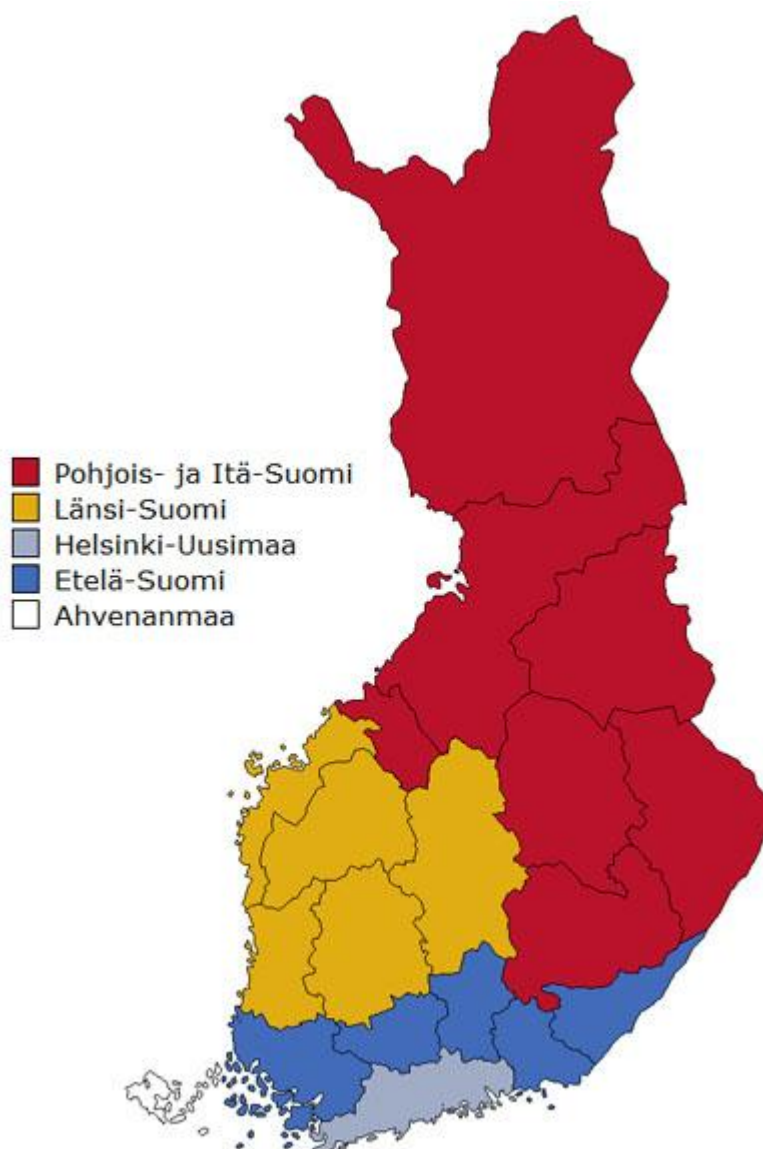 Pohjois- ja Itä-Suomi
Länsi-Suomi
Helsinki-Uusimaa
Etelä-Suomi
Ahvenanmaa